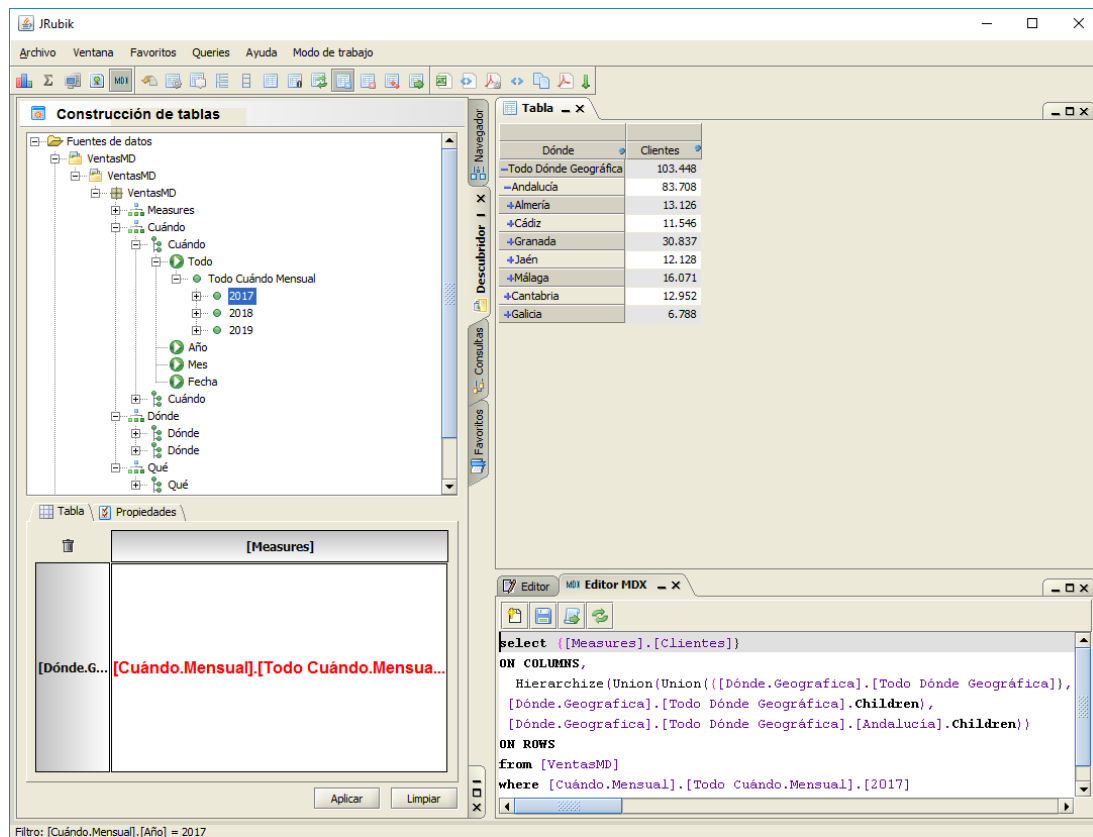 JRubik
Archivo Ventana Favoritos Queries Ayuda Modo de trabajo
MDX
Construcción de tablas
Fuentes de datos
VentasMD
VentasMD
VentasMD
Measures
Cuándo
Cuándo
Todo
Todo Cuándo Mensual
2017
2018
2019
Año
Mes
Fecha
Cuándo
Dónde
Dónde
Dónde
Qué
Qué
Navegador
Descubridor
Consultas
Favoritos
Tabla
Propiedades
[Measures]
[Dónde.G...
[Cuándo.Mensual].[Todo Cuándo.Mensua...
Aplicar Limpiar
Tabla
Dónde Clientes
Todo Dónde Geográfica 103.448
Andalucía 83.708
Almería 13.126
Cádiz 11.546
Granada 30.837
Jaén 12.128
Málaga 16.071
Cantabria 12.952
Galicia 6.788
Editor MDX Editor MDX
select {[Measures].[Clientes]}
ON COLUMNS,
Hierarchize(Union(Union({[Dónde.Geografica].[Todo Dónde Geográfica]},
[Dónde.Geografica].[Todo Dónde Geográfica].Children),
[Dónde.Geografica].[Todo Dónde Geográfica].[Andalucía].Children))
ON ROWS
from [VentasMD]
where [Cuándo.Mensual].[Todo Cuándo.Mensual].[2017]
Filtro: [Cuándo.Mensual].[Año] = 2017